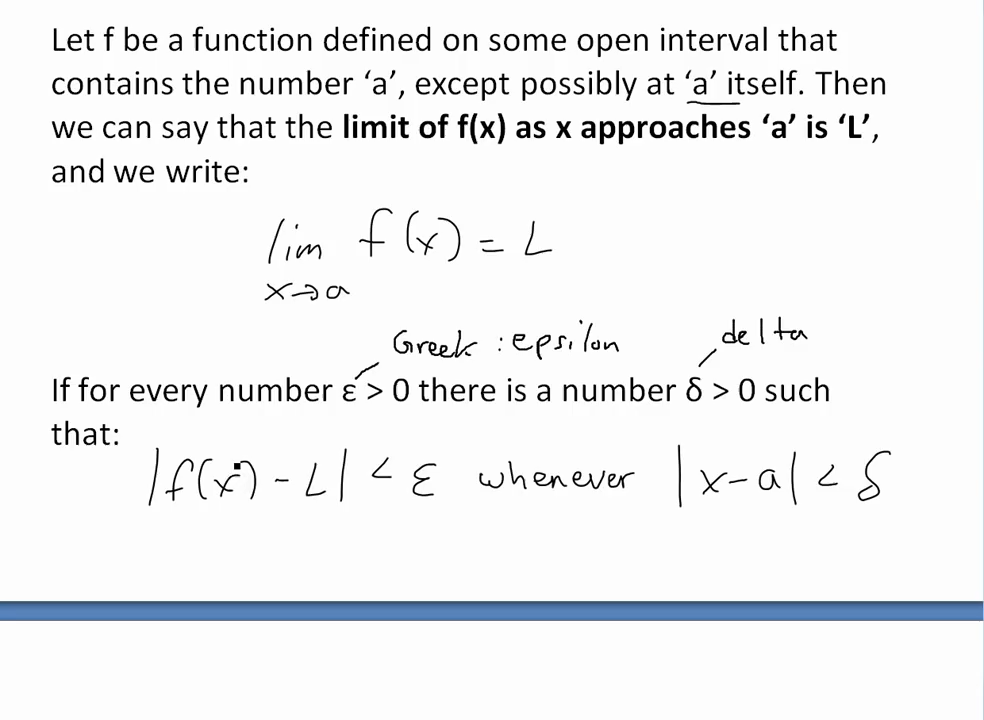 Let f be a function defined on some open interval that
contains the number ‘a’, except possibly at ‘a’ itself. Then
we can say that the limit of f(x) as x approaches ‘a’ is ‘L’,
and we write:
lim f(x) = L
x→a
Greek : epsilon
delta
If for every number ε > 0 there is a number δ > 0 such
that:
|f(x) - L| < ε whenever |x-a| < δ